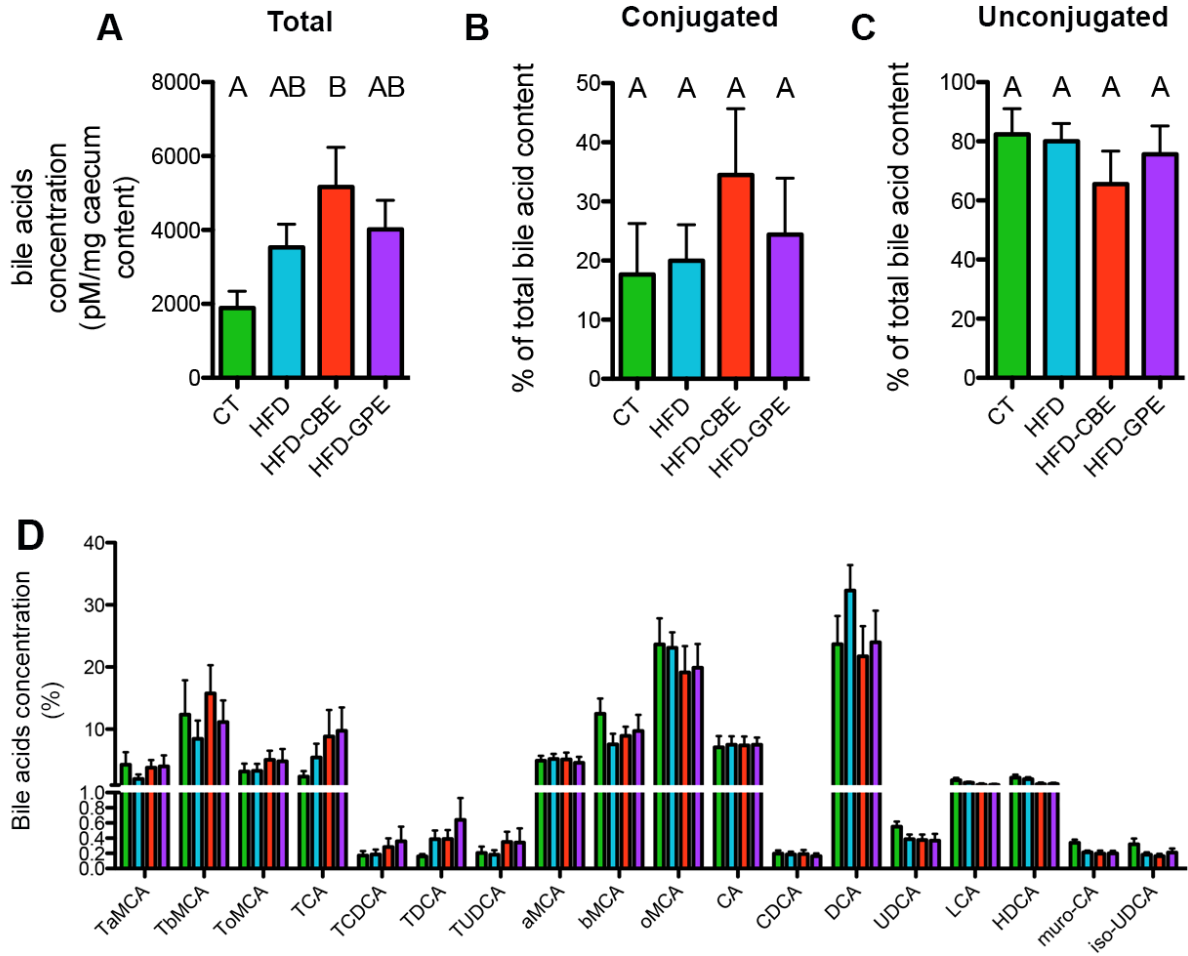 A
Total
bile acids
concentration
(pM/mg caecum
content)
8000
6000
4000
2000
0
A AB B AB
CT
HFD
HFD-CBE
HFD-GPE
B
Conjugated
% of total bile acid content
50
40
30
20
10
0
A A A A
CT
HFD
HFD-CBE
HFD-GPE
C
Unconjugated
% of total bile acid content
100
80
60
40
20
0
A A A A
CT
HFD
HFD-CBE
HFD-GPE
D
Bile acids concentration
(%)
40
30
20
10
1.0
0.8
0.6
0.4
0.2
0.0
TaMCA
TbMCA
ToMCA
TCA
TCDCA
TDCA
TUDCA
aMCA
bMCA
oMCA
CA
CDCA
DCA
UDCA
LCA
HDCA
muro-CA
iso-UDCA